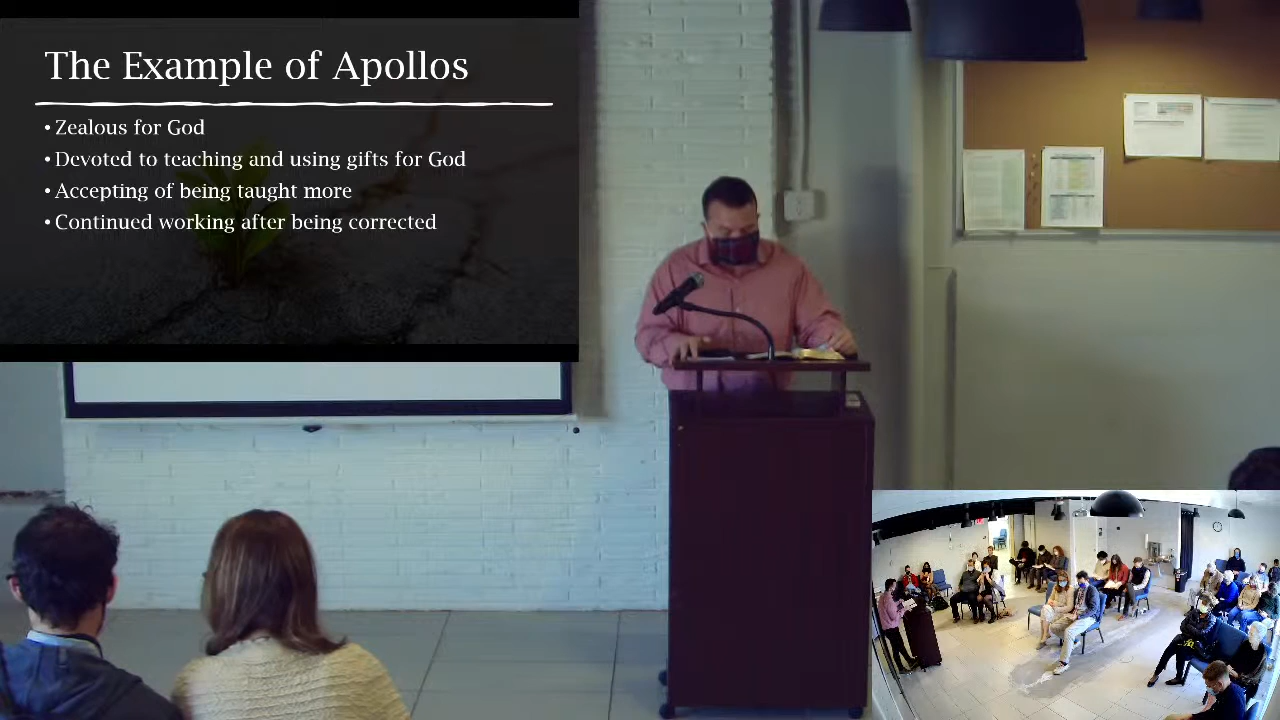 The Example of Apollos
• Zealous for God
• Devoted to teaching and using gifts for God
• Accepting of being taught more
• Continued working after being corrected